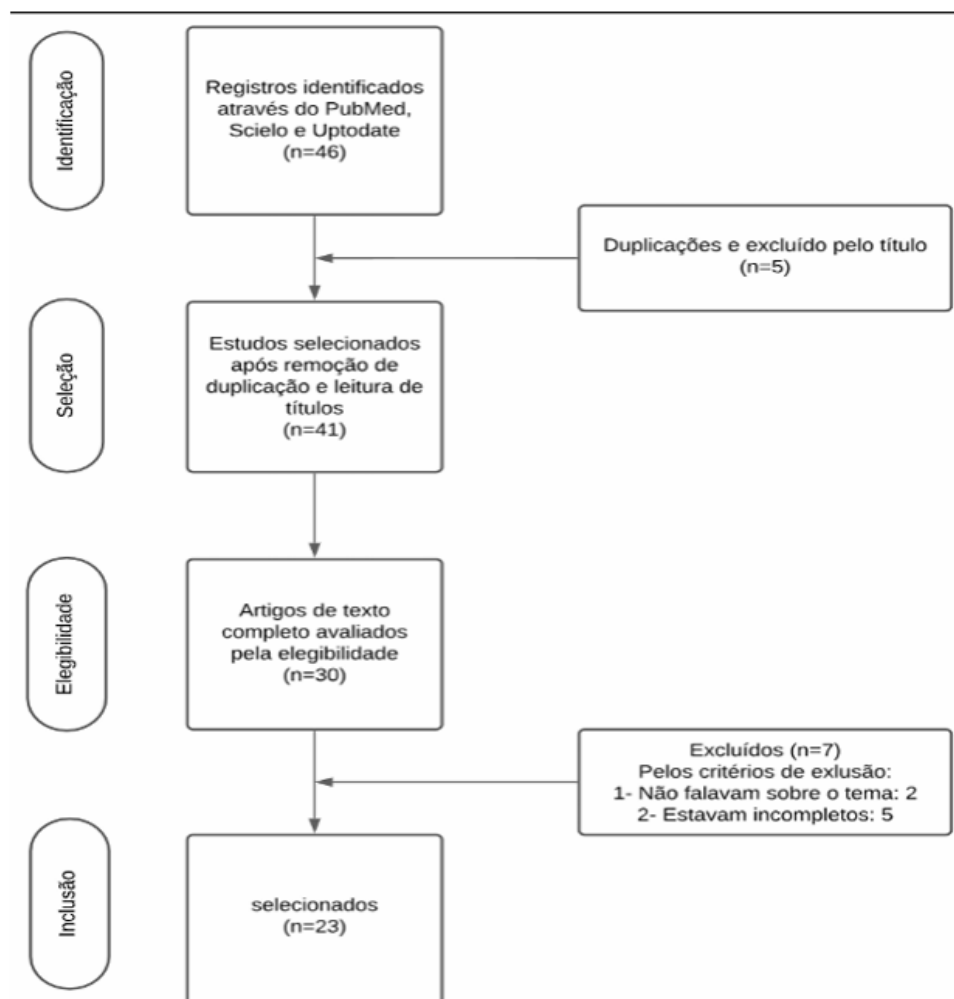 Identificação
Registros identificados
através do PubMed,
Scielo e Uptodate
(n=46)
Duplicações e excluído pelo título
(n=5)
Seleção
Estudos selecionados
após remoção de
duplicação e leitura de
títulos
(n=41)
Elegibilidade
Artigos de texto
completo avaliados
pela elegibilidade
(n=30)
Excluídos (n=7)
Pelos critérios de exlusão:
1- Não falavam sobre o tema: 2
2- Estavam incompletos: 5
Inclusão
selecionados
(n=23)